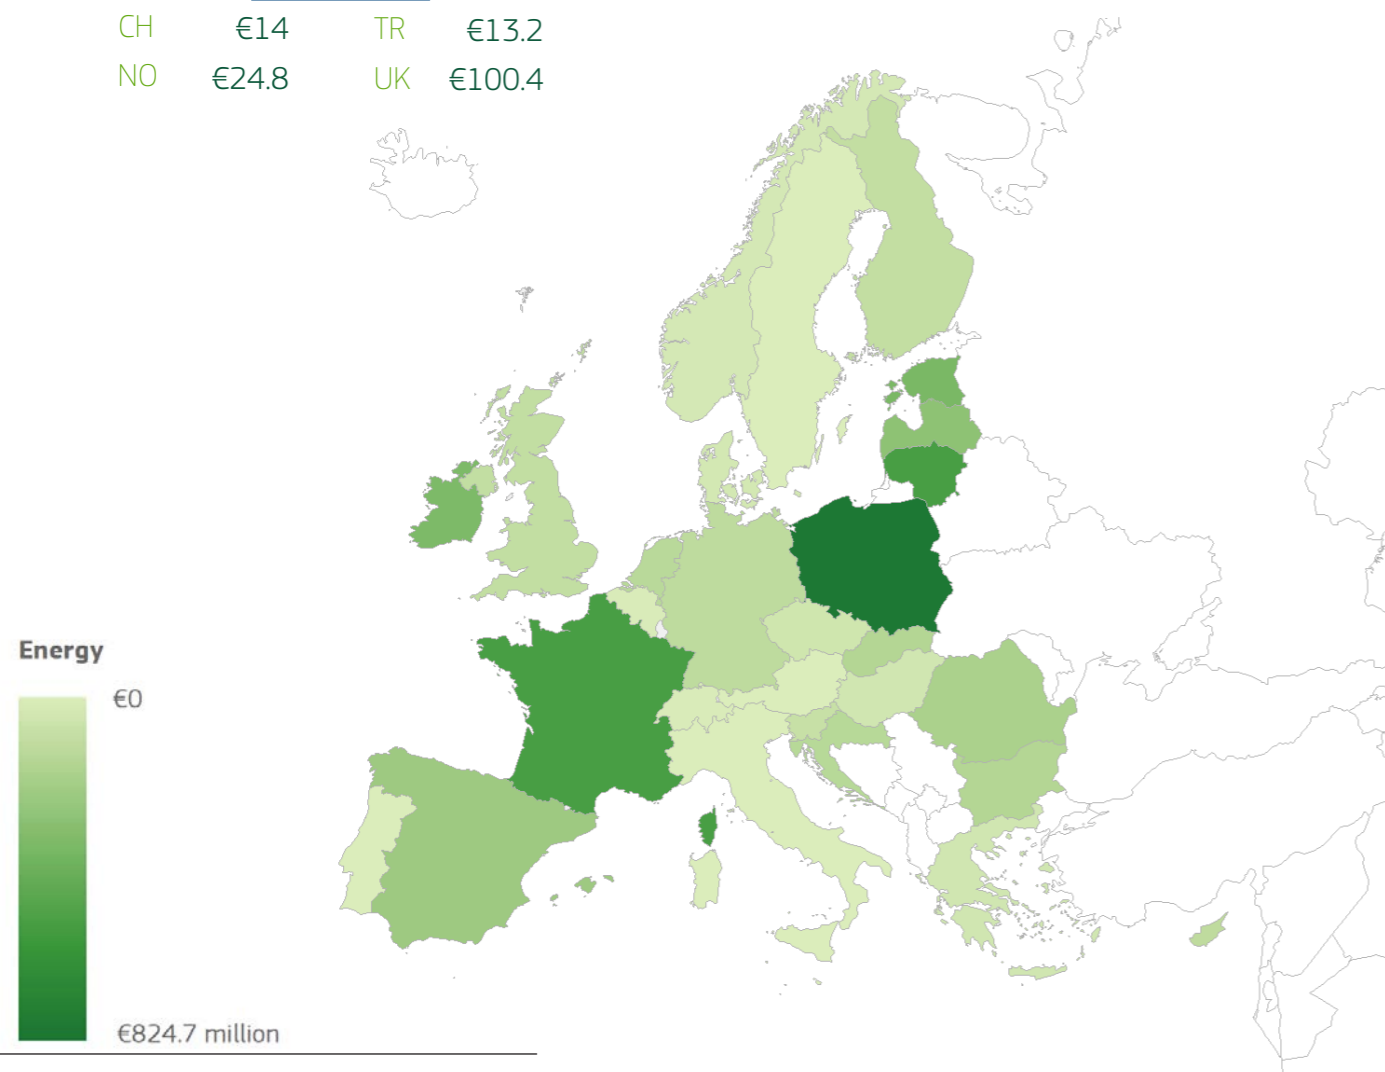 CH €14 TR €13.2
NO €24.8 UK €100.4
Energy
€0
€824.7 million